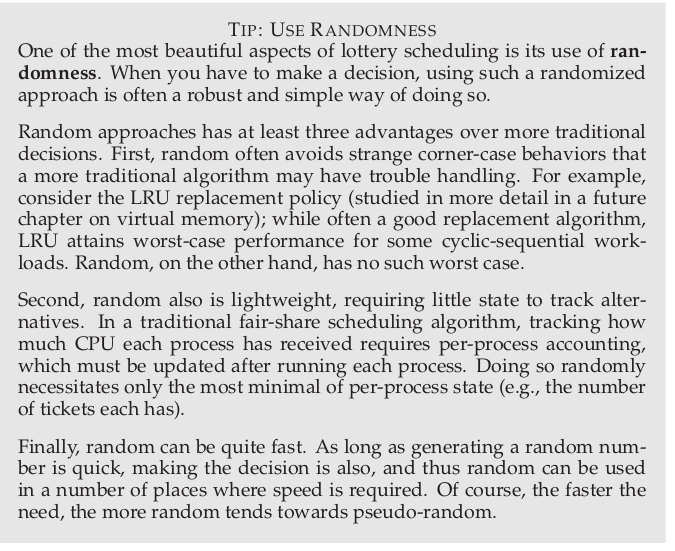 TIP: USE RANDOMNESS
One of the most beautiful aspects of lottery scheduling is its use of ran-
domness. When you have to make a decision, using such a randomized
approach is often a robust and simple way of doing so.
Random approaches has at least three advantages over more traditional
decisions. First, random often avoids strange corner-case behaviors that
a more traditional algorithm may have trouble handling. For example,
consider the LRU replacement policy (studied in more detail in a future
chapter on virtual memory); while often a good replacement algorithm,
LRU attains worst-case performance for some cyclic-sequential work-
loads. Random, on the other hand, has no such worst case.
Second, random also is lightweight, requiring little state to track alter-
natives. In a traditional fair-share scheduling algorithm, tracking how
much CPU each process has received requires per-process accounting,
which must be updated after running each process. Doing so randomly
necessitates only the most minimal of per-process state (e.g., the number
of tickets each has).
Finally, random can be quite fast. As long as generating a random num-
ber is quick, making the decision is also, and thus random can be used
in a number of places where speed is required. Of course, the faster the
need, the more random tends towards pseudo-random.